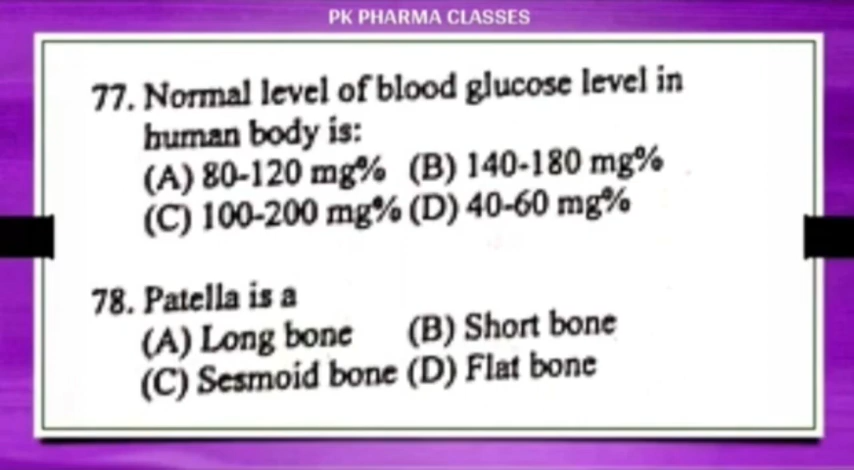 PK PHARMA CLASSES
77. Normal level of blood glucose level in
human body is:
(A) 80-120 mg% (B) 140-180 mg%
(C) 100-200 mg% (D) 40-60 mg%
78. Patella is a
(A) Long bone (B) Short bone
(C) Sesmoid bone (D) Flat bone